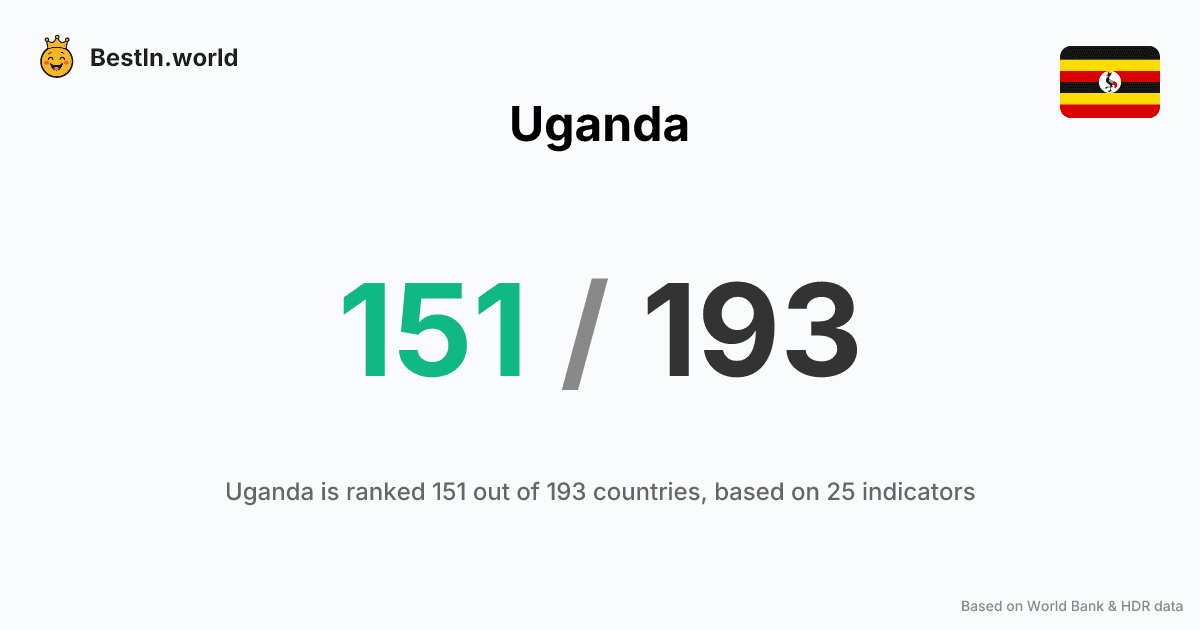 BestIn.world
Uganda
151 / 193
Uganda is ranked 151 out of 193 countries, based on 25 indicators
Based on World Bank & HDR data